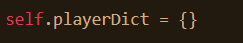 self.playerDict = {}